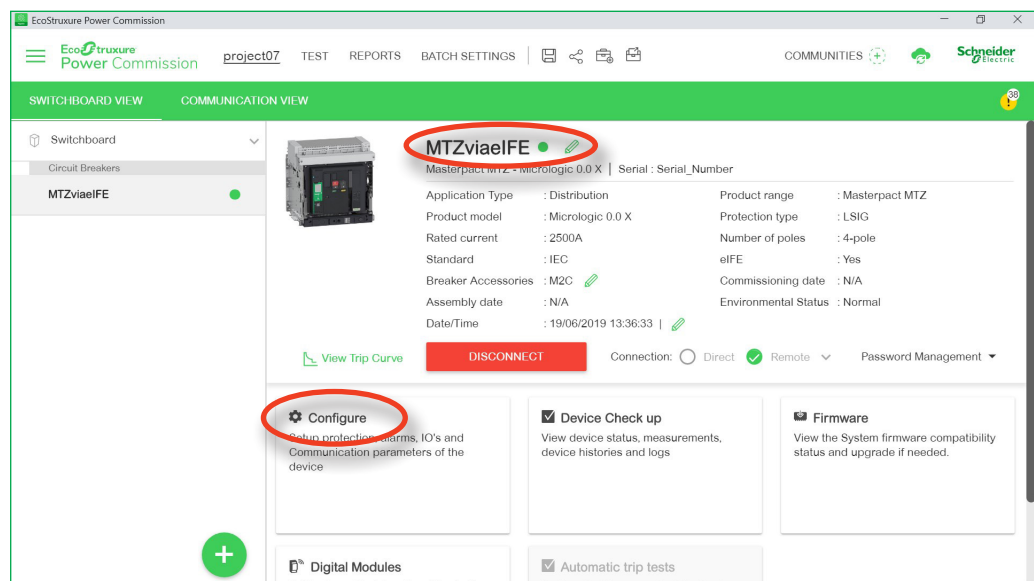 EcoStruxure Power Commission
EcoStruxure
Power Commission
project07 TEST REPORTS BATCH SETTINGS COMMUNITIES
Schneider
Electric
SWITCHBOARD VIEW COMMUNICATION VIEW
38
Switchboard
Circuit Breakers
MTZviaeIFE
MTZviaeIFE
Masterpact MTZ - Micrologic 0.0 X | Serial : Serial_Number
Application Type : Distribution Product range : Masterpact MTZ
Product model : Micrologic 0.0 X Protection type : LSIG
Rated current : 2500A Number of poles : 4-pole
Standard : IEC eIFE : Yes
Breaker Accessories : M2C Commissioning date : N/A
Assembly date : N/A Environmental Status : Normal
Date/Time : 19/06/2019 13:36:33 |
View Trip Curve DISCONNECT Connection: Direct Remote Password Management
Configure
Setup protection, alarms, IO's and
Communication parameters of the
device
Device Check up
View device status, measurements,
device histories and logs
Firmware
View the System firmware compatibility
status and upgrade if needed.
Digital Modules
Automatic trip tests